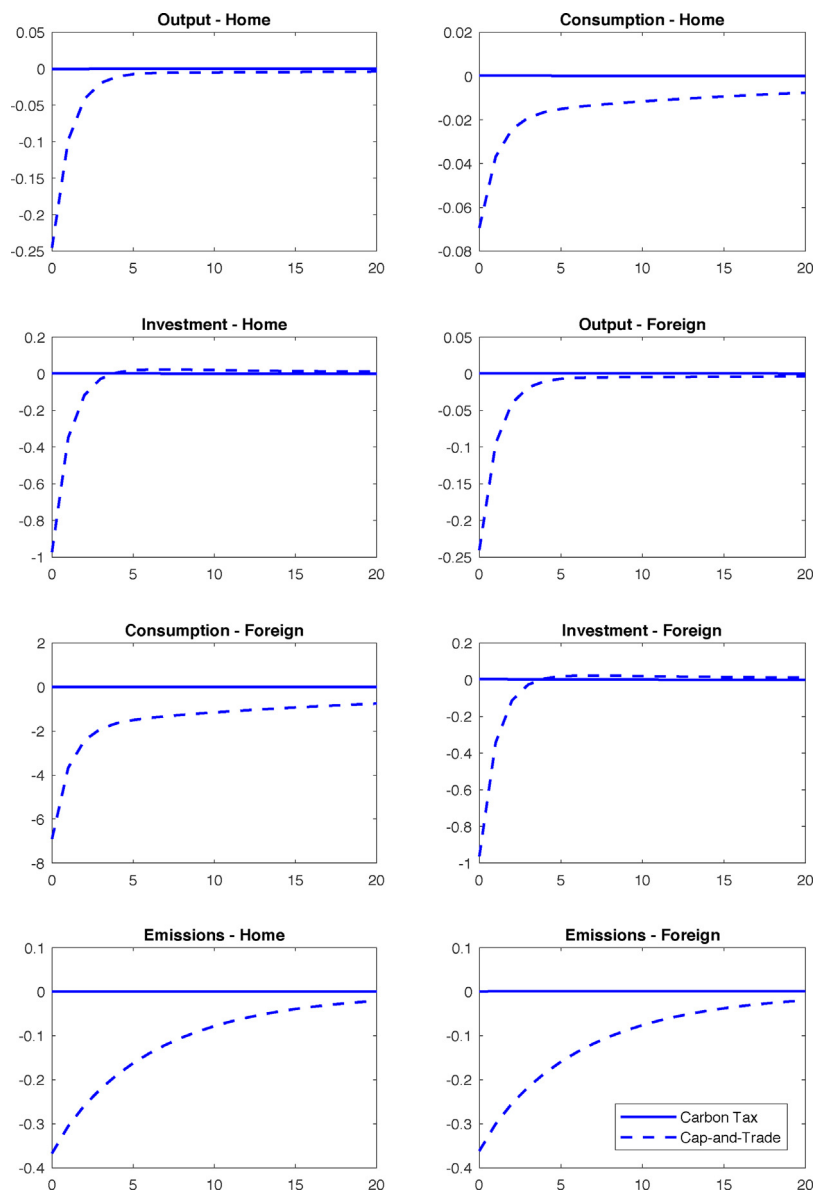 Output - Home
0.05
0
-0.05
-0.1
-0.15
-0.2
-0.25
0 5 10 15 20
Consumption - Home
0.02
0
-0.02
-0.04
-0.06
-0.08
0 5 10 15 20
Investment - Home
0.2
0
-0.2
-0.4
-0.6
-0.8
-1
0 5 10 15 20
Output - Foreign
0.05
0
-0.05
-0.1
-0.15
-0.2
-0.25
0 5 10 15 20
Consumption - Foreign
2
0
-2
-4
-6
-8
0 5 10 15 20
Investment - Foreign
0.2
0
-0.2
-0.4
-0.6
-0.8
-1
0 5 10 15 20
Emissions - Home
0.1
0
-0.1
-0.2
-0.3
-0.4
0 5 10 15 20
Emissions - Foreign
0.1
0
-0.1
-0.2
-0.3
-0.4
0 5 10 15 20
Carbon Tax
Cap-and-Trade